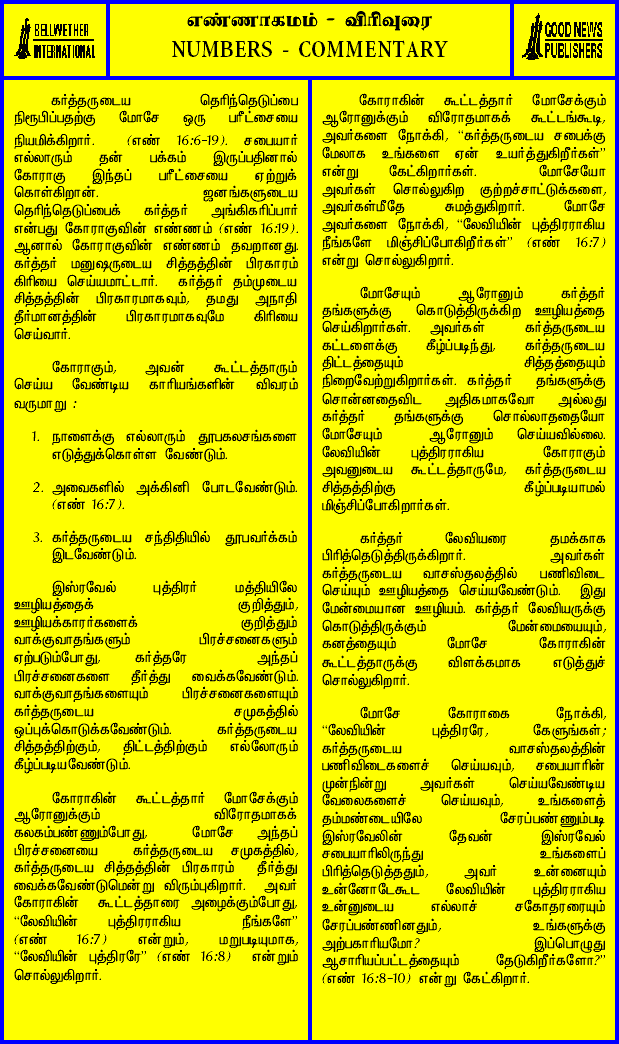 BELLWETHER
INTERNATIONAL
எண்ணாகமம் - விரிவுரை
NUMBERS - COMMENTARY
GOOD NEWS
PUBLISHERS
கர்த்தருடைய தெரிந்தெடுப்பை
நிரூபிப்பதற்கு மோசே ஒரு பரீட்சையை
நியமிக்கிறார். (எண் 16:6-19). சபையார்
எல்லாரும் தன் பக்கம் இருப்பதினால்
கோராகு இந்தப் பரீட்சையை ஏற்றுக்
கொள்கிறான். ஜனங்களுடைய
தெரிந்தெடுப்பைக் கர்த்தர் அங்கிகரிப்பார்
என்பது கோராகுவின் எண்ணம் (எண் 16:19).
ஆனால் கோராகுவின் எண்ணம் தவறானது.
கர்த்தர் மனுஷருடைய சித்தத்தின் பிரகாரம்
கிரியை செய்யமாட்டார். கர்த்தர் தம்முடைய
சித்தத்தின் பிரகாரமாகவும், தமது அநாதி
தீர்மானத்தின் பிரகாரமாகவுமே கிரியை
செய்வார்.
கோராகும், அவன் கூட்டத்தாரும்
செய்ய வேண்டிய காரியங்களின் விவரம்
வருமாறு :
1. நாளைக்கு எல்லாரும் தூபகலசங்களை
எடுத்துக்கொள்ள வேண்டும்.
2. அவைகளில் அக்கினி போடவேண்டும்.
(எண் 16:7).
3. கர்த்தருடைய சந்திதியில் தூபவர்க்கம்
இடவேண்டும்.
இஸ்ரவேல் புத்திரர் மத்தியிலே
ஊழியத்தைக் குறித்தும்,
ஊழியக்காரர்களைக் குறித்தும்
வாக்குவாதங்களும் பிரச்சனைகளும்
ஏற்படும்போது, கர்த்தரே அந்தப்
பிரச்சனைகளை தீர்த்து வைக்கவேண்டும்.
வாக்குவாதங்களையும் பிரச்சனைகளையும்
கர்த்தருடைய சமுகத்தில்
ஒப்புக்கொடுக்கவேண்டும். கர்த்தருடைய
சித்தத்திற்கும், திட்டத்திற்கும் எல்லோரும்
கீழ்ப்படியவேண்டும்.
கோராகின் கூட்டத்தார் மோசேக்கும்
ஆரோனுக்கும் விரோதமாகக்
கலகம்பண்ணும்போது, மோசே அந்தப்
பிரச்சனையை கர்த்தருடைய சமுகத்தில்,
கர்த்தருடைய சித்தத்தின் பிரகாரம் தீர்த்து
வைக்கவேண்டுமென்று விரும்புகிறார். அவர்
கோராகின் கூட்டத்தாரை அழைக்கும்போது,
“லேவியின் புத்திரராகிய நீங்களே”
(எண் 16:7) என்றும், மறுபடியுமாக,
“லேவியின் புத்திரரே” (எண் 16:8) என்றும்
சொல்லுகிறார்.
கோராகின் கூட்டத்தார் மோசேக்கும்
ஆரோனுக்கும் விரோதமாகக் கூட்டங்கூடி,
அவர்களை நோக்கி, “கர்த்தருடைய சபைக்கு
மேலாக உங்களை ஏன் உயர்த்துகிறீர்கள்”
என்று கேட்கிறார்கள். மோசேயோ
அவர்கள் சொல்லுகிற குற்றச்சாட்டுக்களை,
அவர்கள்மீதே சுமத்துகிறார். மோசே
அவர்களை நோக்கி, “லேவியின் புத்திரராகிய
நீங்களே மிஞ்சிப்போகிறீர்கள்” (எண் 16:7)
என்று சொல்லுகிறார்.
மோசேயும் ஆரோனும் கர்த்தர்
தங்களுக்கு கொடுத்திருக்கிற ஊழியத்தை
செய்கிறார்கள். அவர்கள் கர்த்தருடைய
கட்டளைக்கு கீழ்ப்படிந்து, கர்த்தருடைய
திட்டத்தையும் சித்தத்தையும்
நிறைவேற்றுகிறார்கள். கர்த்தர் தங்களுக்கு
சொன்னதைவிட அதிகமாகவோ அல்லது
கர்த்தர் தங்களுக்கு சொல்லாததையோ
மோசேயும் ஆரோனும் செய்யவில்லை.
லேவியின் புத்திரராகிய கோராகும்
அவனுடைய கூட்டத்தாருமே, கர்த்தருடைய
சித்தத்திற்கு கீழ்ப்படியாமல்
மிஞ்சிப்போகிறார்கள்.
கர்த்தர் லேவியரை தமக்காக
பிரித்தெடுத்திருக்கிறார். அவர்கள்
கர்த்தருடைய வாசஸ்தலத்தில் பணிவிடை
செய்யும் ஊழியத்தை செய்யவேண்டும். இது
மேன்மையான ஊழியம். கர்த்தர் லேவியருக்கு
கொடுத்திருக்கும் மேன்மையையும்,
கனத்தையும் மோசே கோராகின்
கூட்டத்தாருக்கு விளக்கமாக எடுத்துச்
சொல்லுகிறார்.
மோசே கோராகை நோக்கி,
“லேவியின் புத்திரரே, கேளுங்கள்;
கர்த்தருடைய வாசஸ்தலத்தின்
பணிவிடைகளைச் செய்யவும், சபையாரின்
முன்நின்று அவர்கள் செய்யவேண்டிய
வேலைகளைச் செய்யவும், உங்களைத்
தம்மண்டையிலே சேரப்பண்ணும்படி
இஸ்ரவேலின் தேவன் இஸ்ரவேல்
சபையாரிலிருந்து உங்களைப்
பிரித்தெடுத்ததும், அவர் உன்னையும்
உன்னோடேகூட லேவியின் புத்திரராகிய
உன்னுடைய எல்லாச் சகோதரரையும்
சேரப்பண்ணினதும், உங்களுக்கு
அற்பகாரியமோ? இப்பொழுது
ஆசாரியப்பட்டத்தையும் தேடுகிறீர்களோ?”
(எண் 16:8-10) என்று கேட்கிறார்.